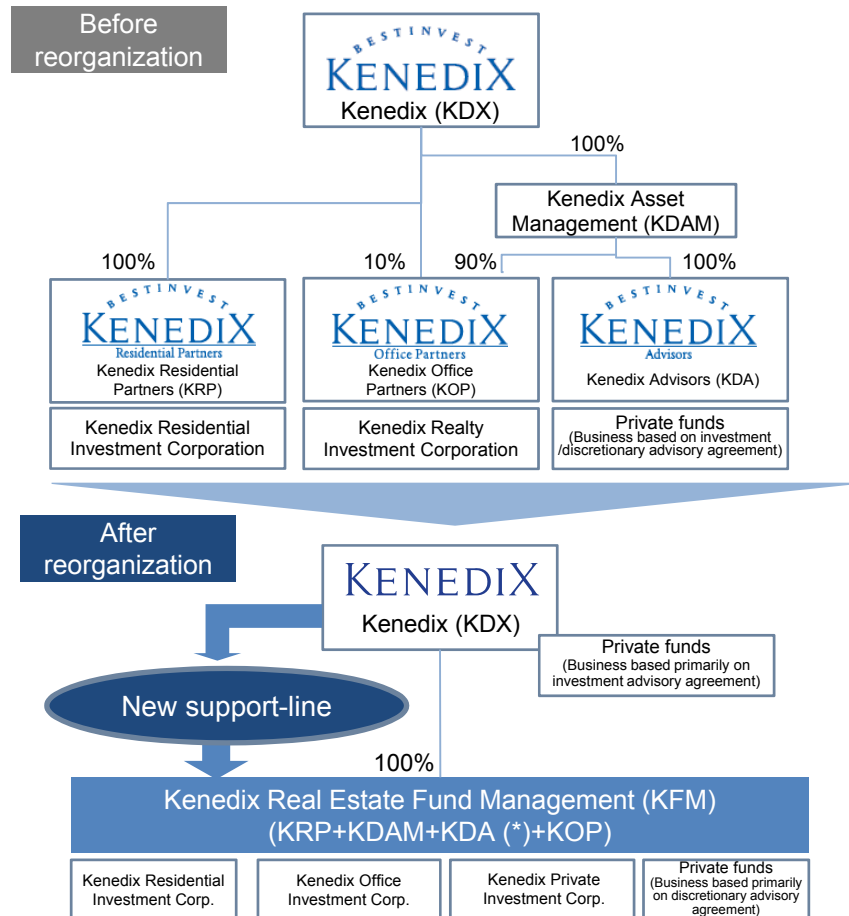 Before
reorganization
BESTINVEST
KENEDIX
Kenedix (KDX)
100%
Kenedix Asset
Management (KDAM)
100%
10%
90%
100%
BESTINVEST
KENEDIX
Residential Partners
Kenedix Residential
Partners (KRP)
BESTINVEST
KENEDIX
Office Partners
Kenedix Office
Partners (KOP)
BESTINVEST
KENEDIX
Advisors
Kenedix Advisors (KDA)
Kenedix Residential
Investment Corporation
Kenedix Realty
Investment Corporation
Private funds
(Business based on investment
/discretionary advisory agreement)
After
reorganization
KENEDIX
Kenedix (KDX)
Private funds
(Business based primarily on
investment advisory agreement)
New support-line
100%
Kenedix Real Estate Fund Management (KFM)
(KRP+KDAM+KDA (*)+KOP)
Kenedix Residential
Investment Corp.
Kenedix Office
Investment Corp.
Kenedix Private
Investment Corp.
Private funds
(Business based primarily
on discretionary advisory
agreement)